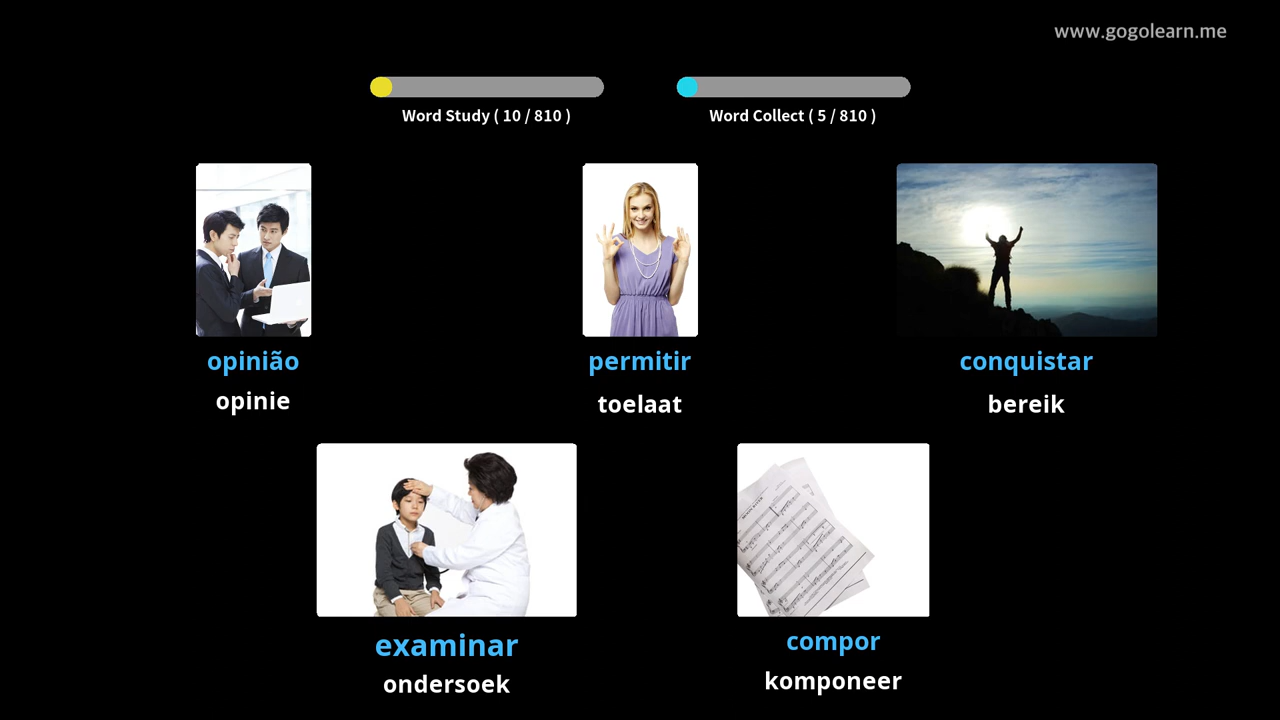 www.gogolearn.me
Word Study ( 10 / 810 )
Word Collect ( 5 / 810 )
opinião
opinie
permitir
toelaat
conquistar
bereik
examinar
ondersoek
compor
komponeer